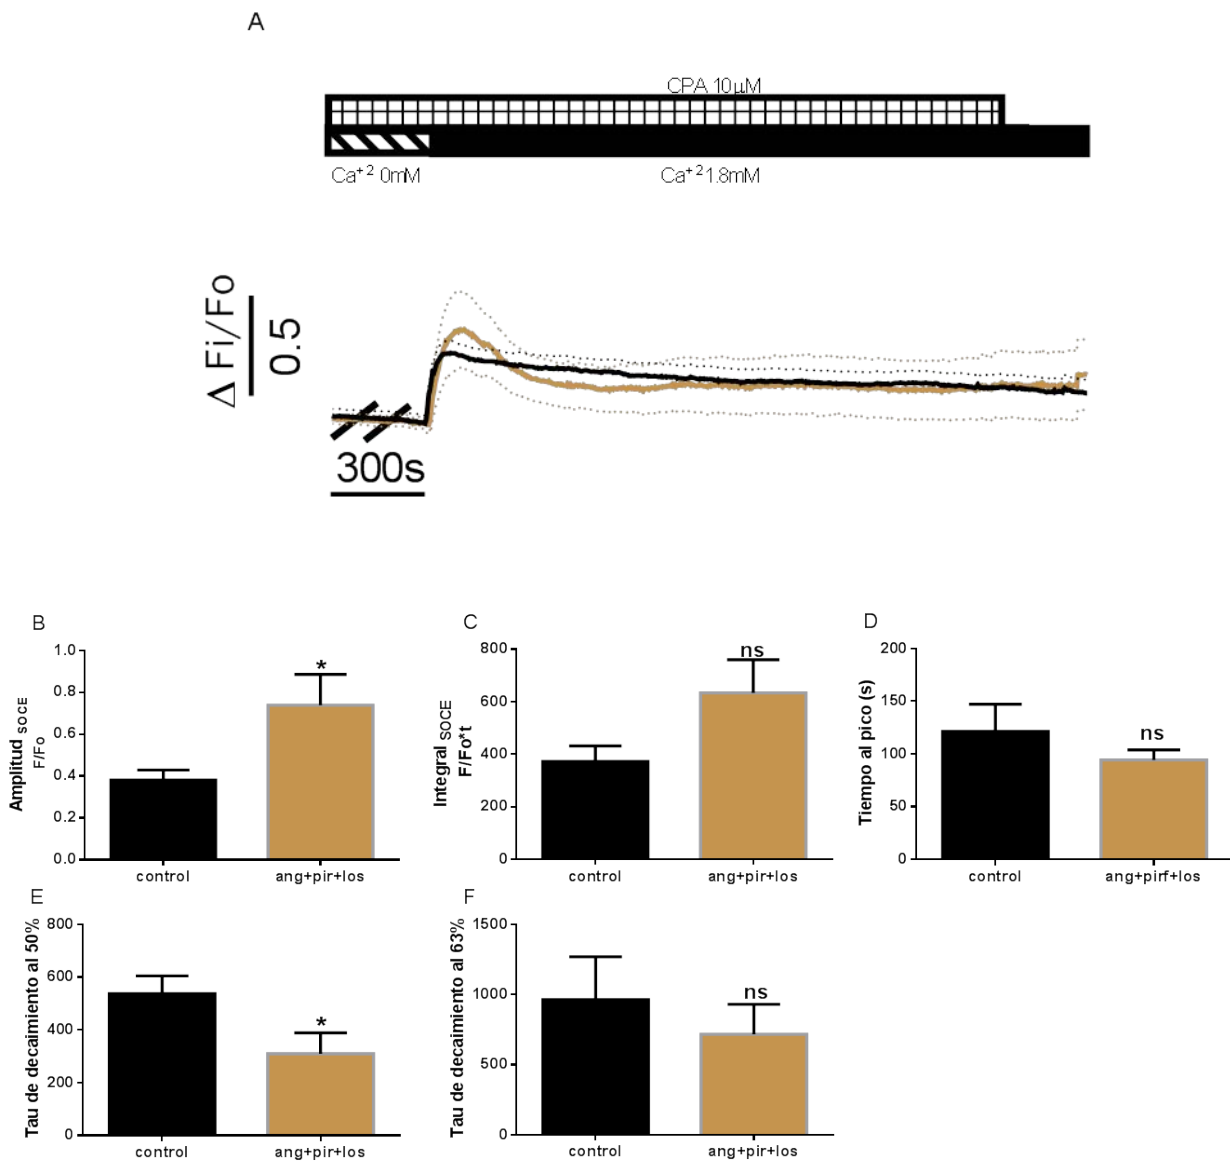 A
CPA 10μM
Ca⁺² 0mM
Ca⁺² 1.8mM
Δ Fi/Fo
0.5
300s
B
Amplitud SOCE
F/Fo
1.0
0.8
0.6
0.4
0.2
0.0
*
control
ang+pir+los
C
Integral SOCE
F/Fo*t
800
600
400
200
0
ns
control
ang+pir+los
D
Tiempo al pico (s)
200
150
100
50
0
ns
control
ang+pirf+los
E
Tau de decaimiento al 50%
800
600
400
200
0
*
control
ang+pir+los
F
Tau de decaimiento al 63%
1500
1000
500
0
ns
control
ang+pir+los